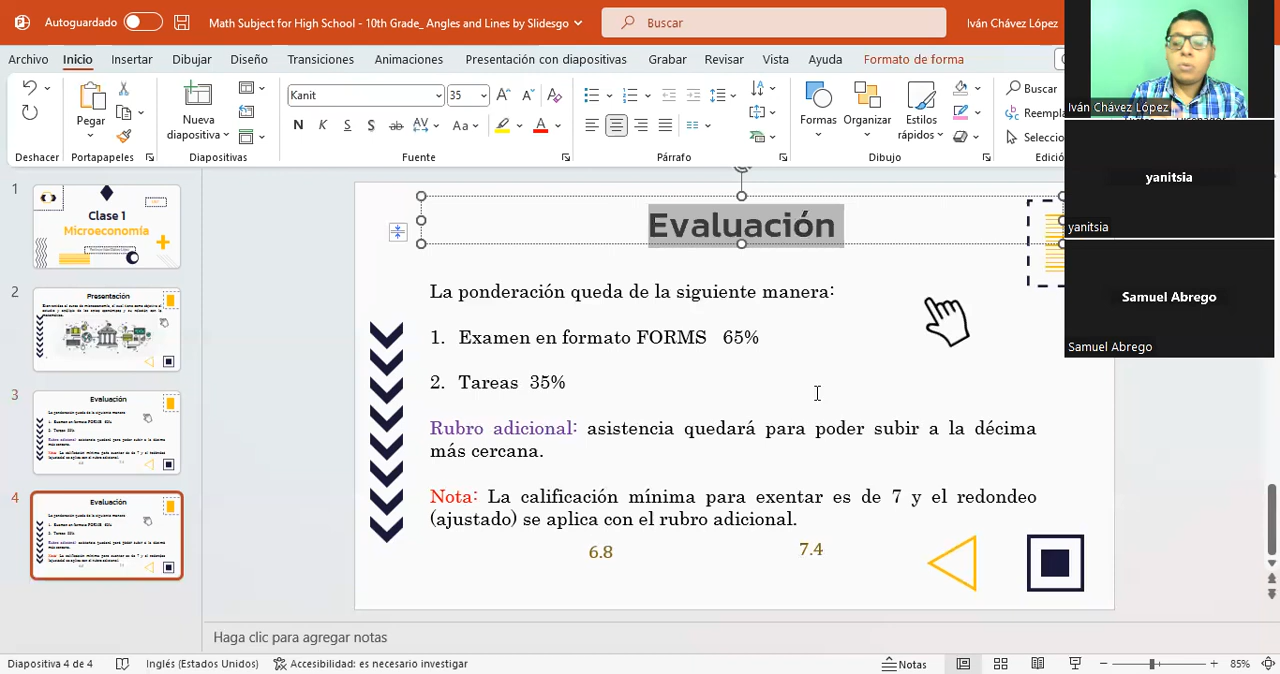 Autoguardado
Math Subject for High School - 10th Grade_ Angles and Lines by Slidesgo
Buscar
Iván Chávez López
Archivo Inicio Insertar Dibujar Diseño Transiciones Animaciones Presentación con diapositivas Grabar Revisar Vista Ayuda Formato de forma
Pegar
Nueva
diapositiva
Kanit 35
N K S S ab AV Aa A
Formas Organizar Estilos
rápidos
Buscar
Deshacer Portapapeles Diapositivas Fuente Párrafo Dibujo
Iván Chávez López
yanitsia
yanitsia
Samuel Abrego
Samuel Abrego
1
Clase 1
Microeconomía
2
Presentación
3
Evaluación
4
Evaluación
Evaluación
La ponderación queda de la siguiente manera:
1. Examen en formato FORMS 65%
2. Tareas 35%
Rubro adicional: asistencia quedará para poder subir a la décima
más cercana.
Nota: La calificación mínima para exentar es de 7 y el redondeo
(ajustado) se aplica con el rubro adicional.
6.8 7.4
Haga clic para agregar notas
Diapositiva 4 de 4 Inglés (Estados Unidos) Accesibilidad: es necesario investigar Notas 85%